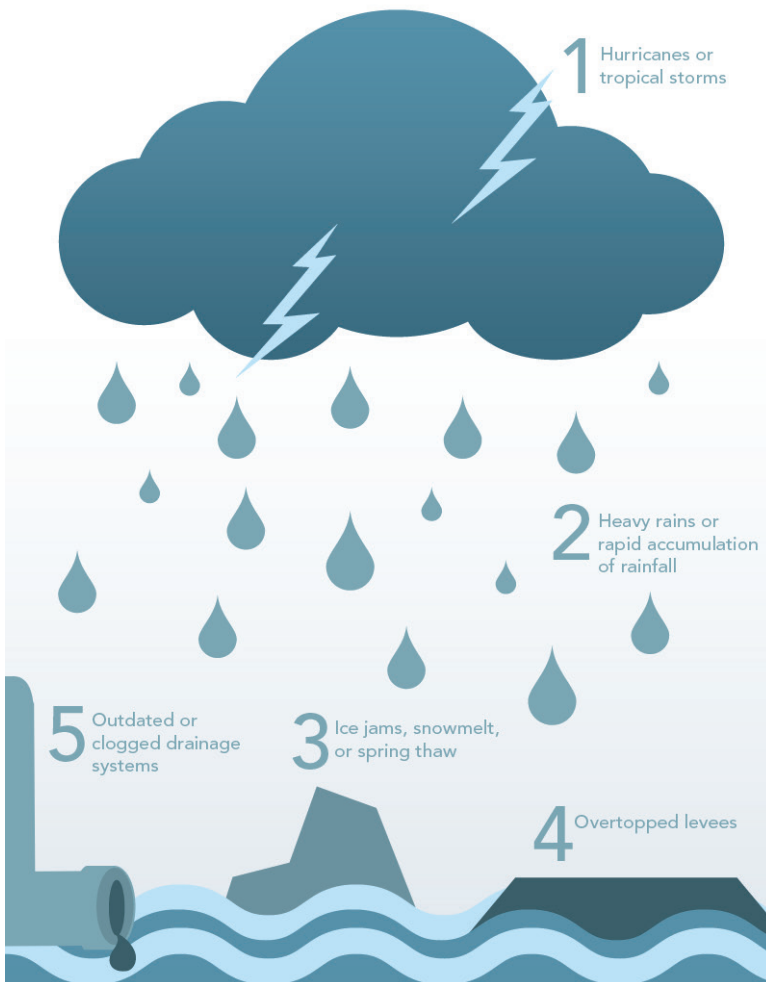 1
Hurricanes or
tropical storms
2
Heavy rains or
rapid accumulation
of rainfall
3
Ice jams, snowmelt,
or spring thaw
4
Overtopped levees
5
Outdated or
clogged drainage
systems